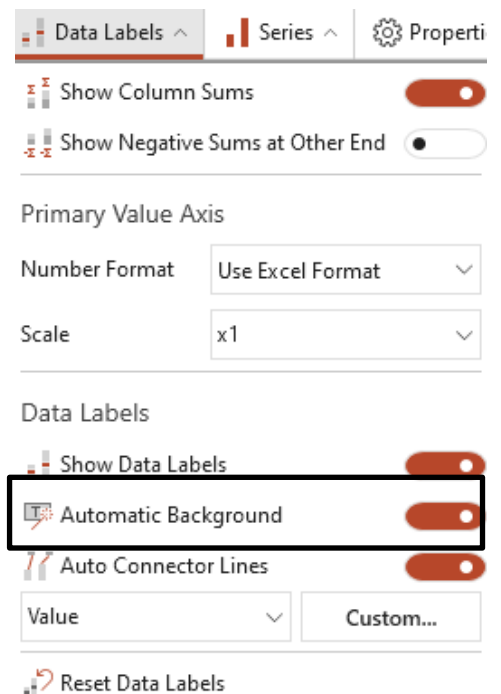 Data Labels Series Properti
Show Column Sums
Show Negative Sums at Other End
Primary Value Axis
Number Format Use Excel Format
Scale x1
Data Labels
Show Data Labels
Automatic Background
Auto Connector Lines
Value Custom...
Reset Data Labels